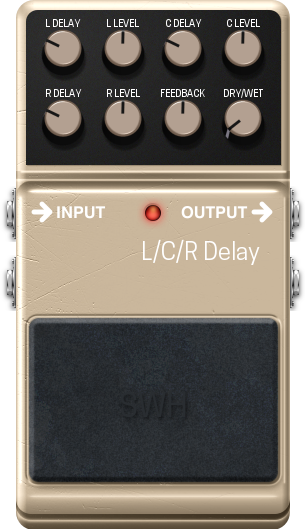 L DELAY L LEVEL C DELAY C LEVEL
R DELAY R LEVEL FEEDBACK DRY/WET
INPUT OUTPUT
L/C/R Delay
SWH